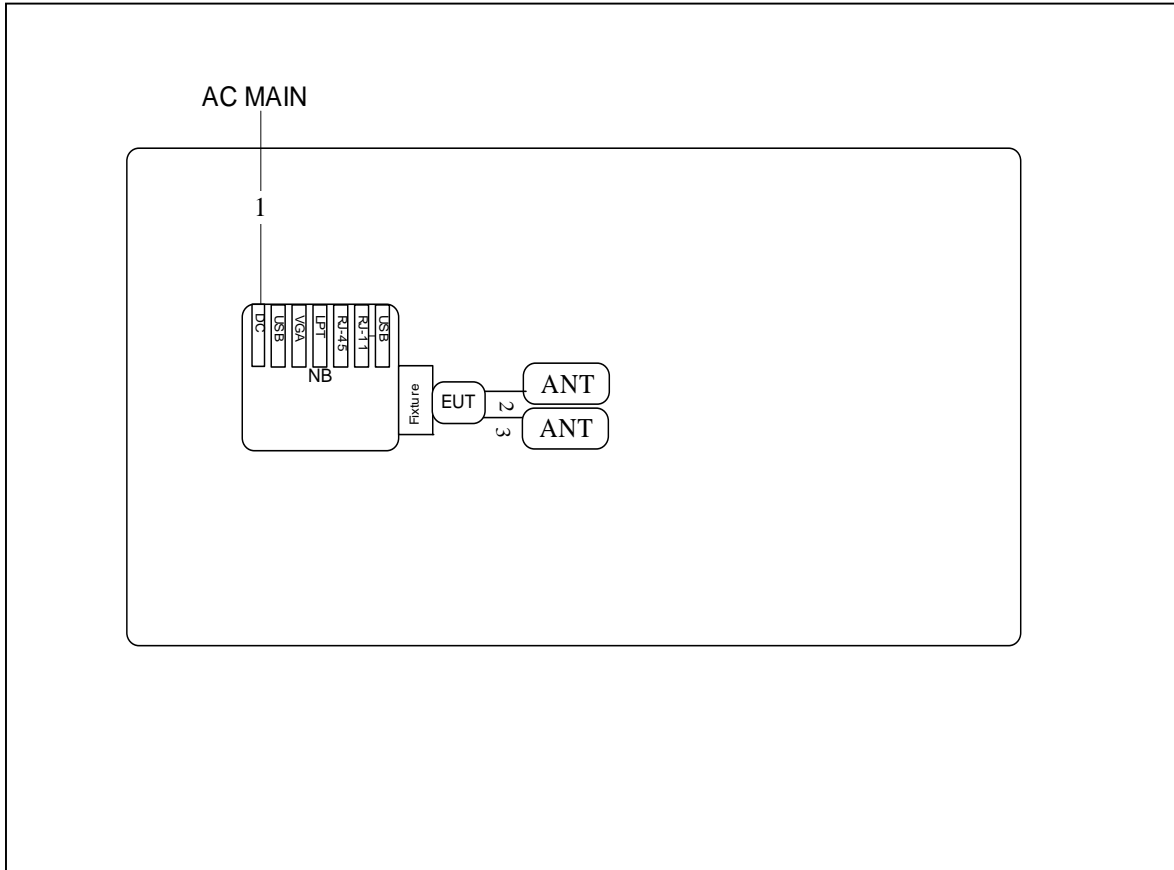 AC MAIN
1
DC
USB
VGA
LPT
RJ-45
RJ-11
USB
NB
Fixture
EUT
2
3
ANT
ANT